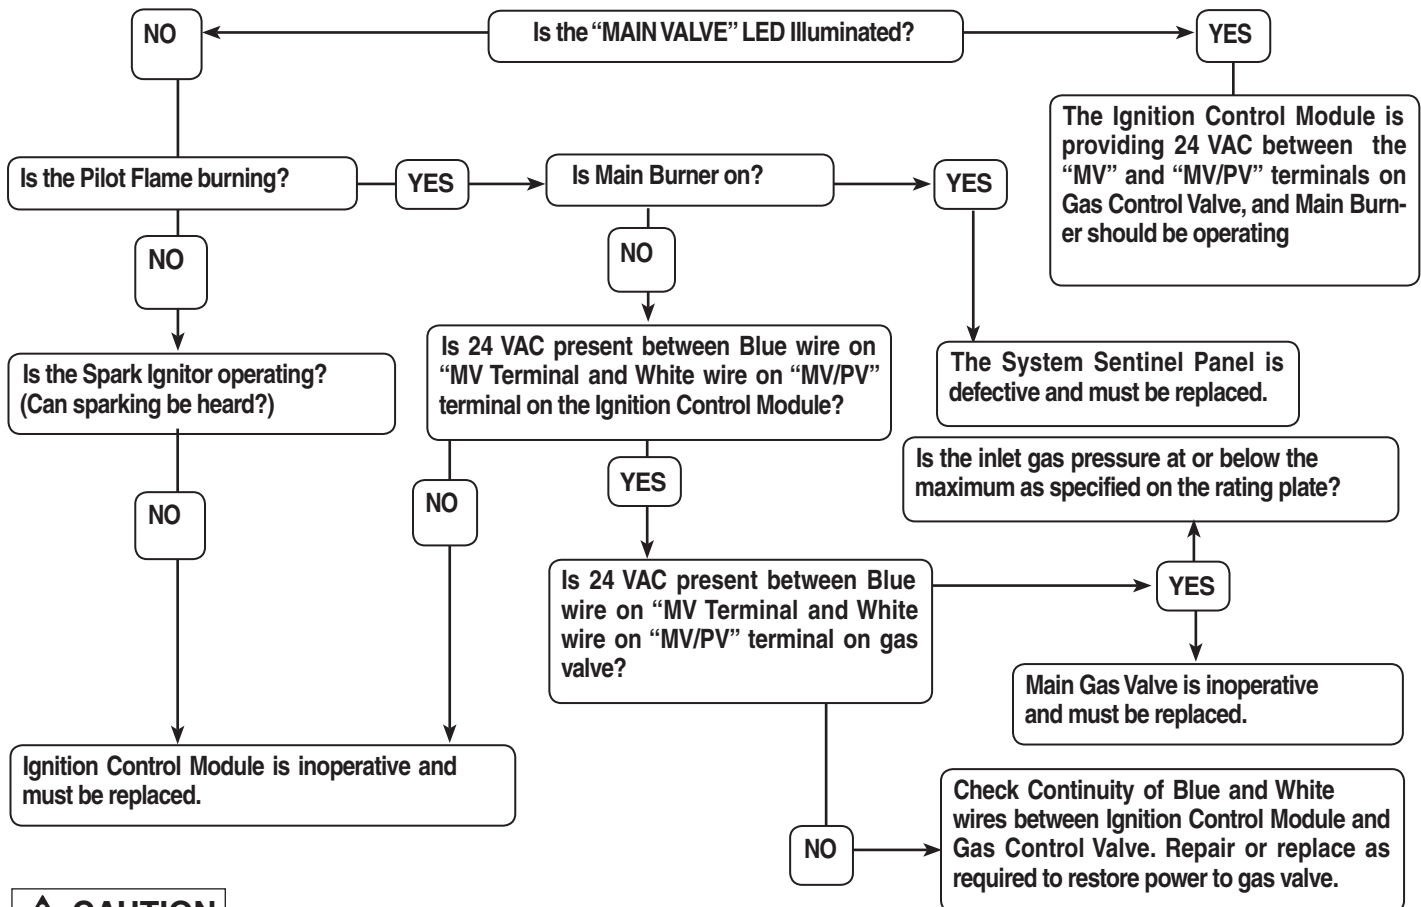 NO
Is the “MAIN VALVE” LED Illuminated?
YES
The Ignition Control Module is
providing 24 VAC between the
“MV” and “MV/PV” terminals on
Gas Control Valve, and Main Burn-
er should be operating
Is the Pilot Flame burning?
YES
Is Main Burner on?
YES
NO
NO
Is the Spark Ignitor operating?
(Can sparking be heard?)
Is 24 VAC present between Blue wire on
“MV Terminal and White wire on “MV/PV”
terminal on the Ignition Control Module?
The System Sentinel Panel is
defective and must be replaced.
Is the inlet gas pressure at or below the
maximum as specified on the rating plate?
NO
NO
YES
Is 24 VAC present between Blue
wire on “MV Terminal and White
wire on “MV/PV” terminal on gas
valve?
YES
Main Gas Valve is inoperative
and must be replaced.
Ignition Control Module is inoperative and
must be replaced.
NO
Check Continuity of Blue and White
wires between Ignition Control Module and
Gas Control Valve. Repair or replace as
required to restore power to gas valve.
CAUTION